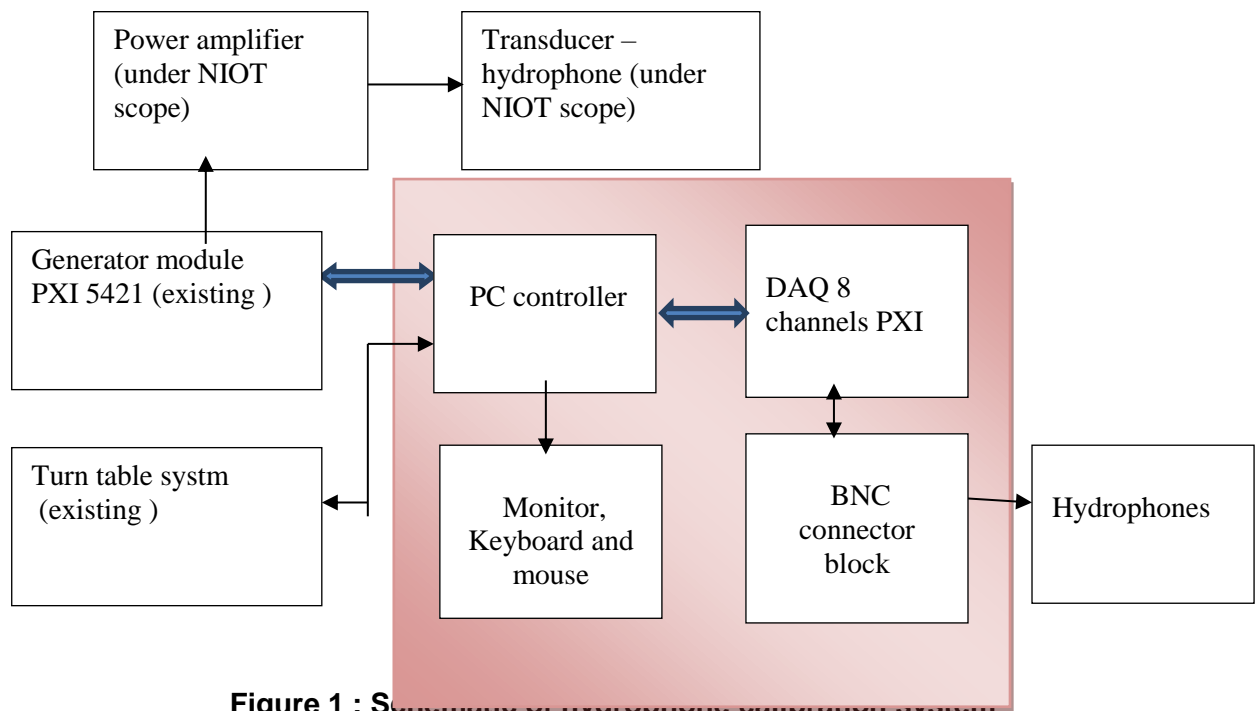 Power amplifier
(under NIOT
scope)
Transducer –
hydrophone (under
NIOT scope)
Generator module
PXI 5421 (existing )
PC controller
DAQ 8
channels PXI
Turn table systm
(existing )
Monitor,
Keyboard and
mouse
BNC
connector
block
Hydrophones
Figure 1 :